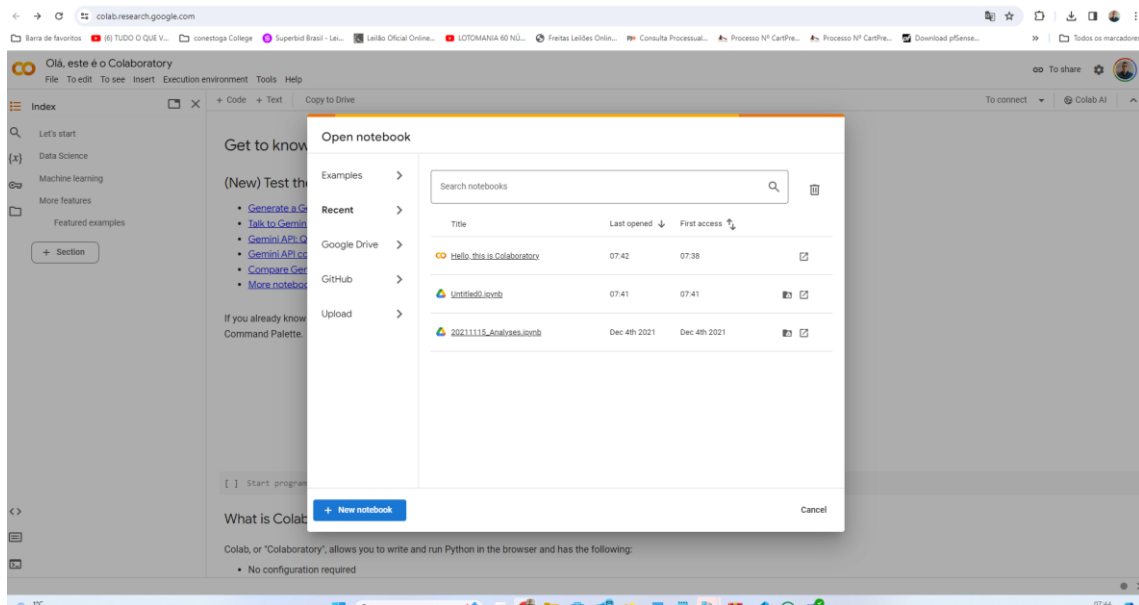 colab.research.google.com
Barra de favoritos (6) TUDO O QUE V... conestoga College Superbid Brasil - Lei... Leilão Oficial Online... LOTOMANIA 60 NÚ... Freitas Leilões Onlin... Consulta Processual... Processo Nº CartPre... Processo Nº CartPre... Download pfSense... » Todos os marcadores
CO Olá, este é o Colaboratory To share
File To edit To see Insert Execution environment Tools Help
Index + Code + Text Copy to Drive To connect Colab AI
Let's start
Data Science
Machine learning
More features
Featured examples
+ Section
Get to know
(New) Test the
Generate a Ge
Talk to Gemin
Gemini API: Q
Gemini API co
Compare Ger
More noteboo
If you already know
Command Palette.
[ ] Start program
What is Colab
Colab, or "Colaboratory", allows you to write and run Python in the browser and has the following:
• No configuration required
Open notebook
Examples
Recent
Google Drive
GitHub
Upload
Search notebooks
Title Last opened First access
CO Hello, this is Colaboratory 07:42 07:38
Untitled0.ipynb 07:41 07:41
20211115_Analyses.ipynb Dec 4th 2021 Dec 4th 2021
+ New notebook Cancel